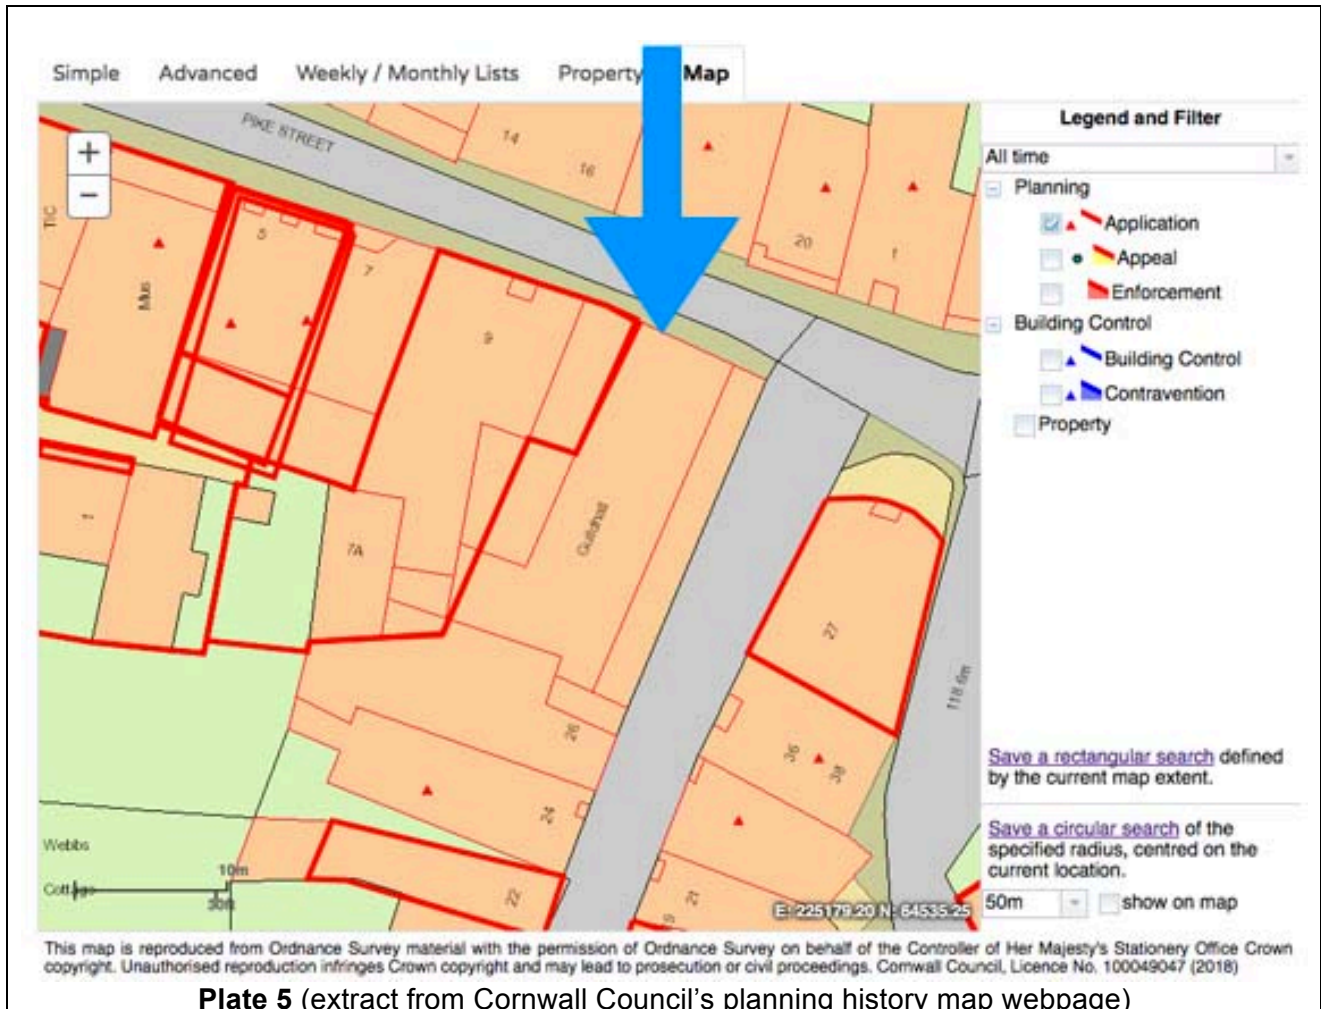 Simple Advanced Weekly / Monthly Lists Property Map
Legend and Filter
All time
Planning
Application
Appeal
Enforcement
Building Control
Building Control
Contravention
Property
+
−
PIKE STREET
14
16
20
1
TIC
Mus
5
7
9
Guildhall
7A
1
27
118.6m
26
36
38
24
22
21
19
Webbs
Cottage
10m
30ft
E: 225179.20 N: 64535.25
Save a rectangular search defined
by the current map extent.
Save a circular search of the
specified radius, centred on the
current location.
50m show on map
This map is reproduced from Ordnance Survey material with the permission of Ordnance Survey on behalf of the Controller of Her Majesty's Stationery Office Crown
copyright. Unauthorised reproduction infringes Crown copyright and may lead to prosecution or civil proceedings. Cornwall Council, Licence No. 100049047 (2018)
Plate 5 (extract from Cornwall Council's planning history map webpage)